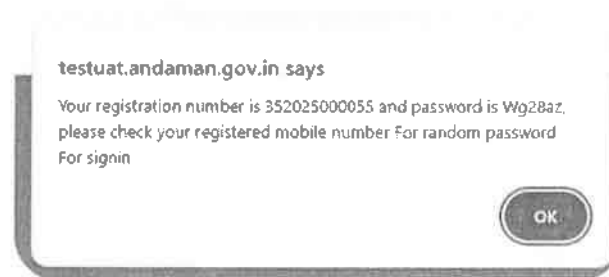 testuat.andaman.gov.in says
Your registration number is 352025000055 and password is Wg28az,
please check your registered mobile number For random password
For signin
OK